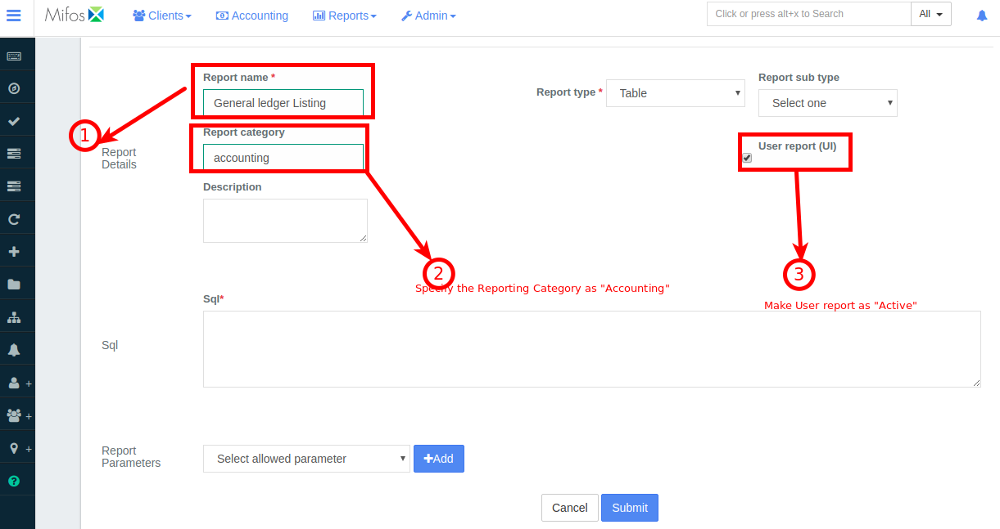 Mifos Clients Accounting Reports Admin Click or press alt+x to Search All
Report name * Report sub type
Report type * Table
General ledger Listing Select one
1
Report category
User report (UI)
Report
Details
accounting
Description
2
3
Specify the Reporting Category as "Accounting"
Sql*
Make User report as "Active"
Sql
Report
Parameters
Select allowed parameter Add
Cancel Submit